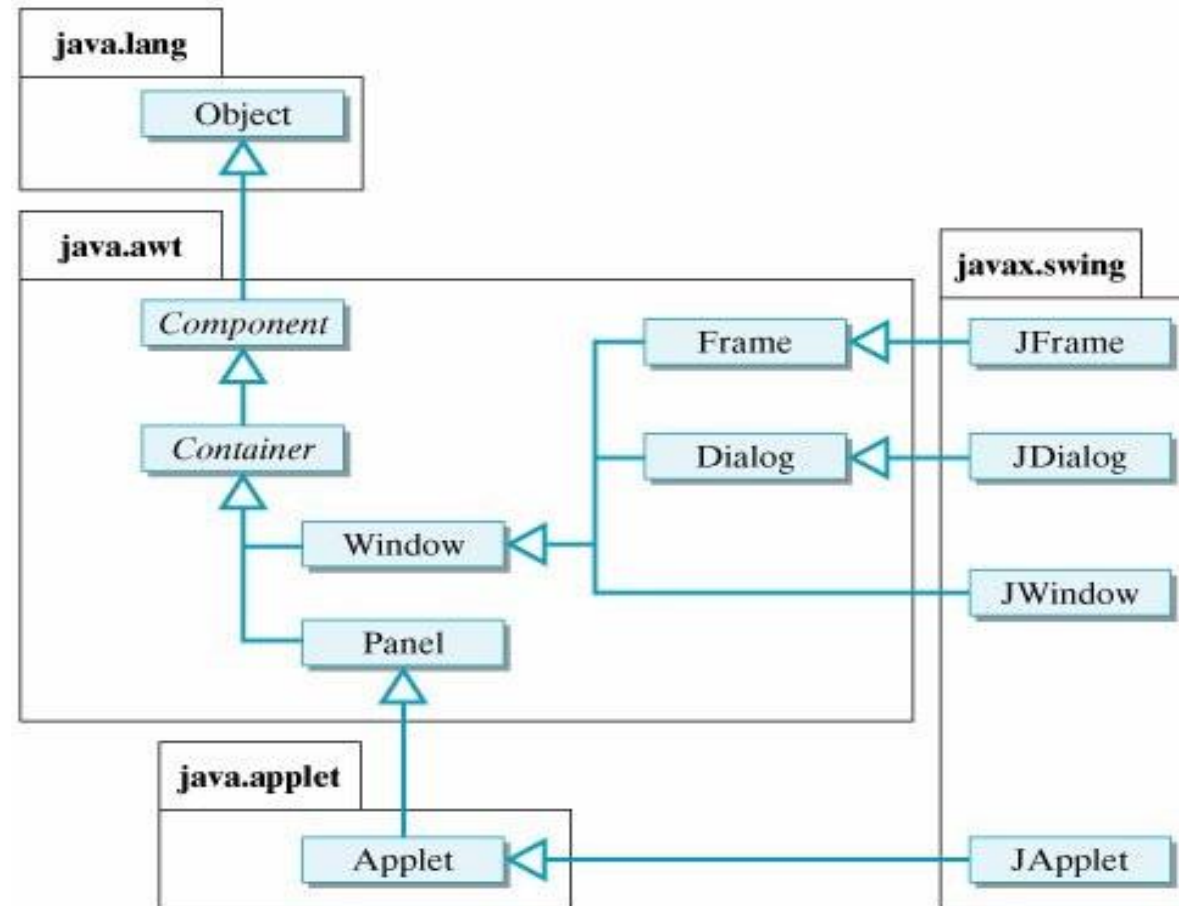 java.lang
Object
java.awt
javax.swing
Component
Frame
JFrame
Container
Dialog
JDialog
Window
JWindow
Panel
java.applet
Applet
JApplet